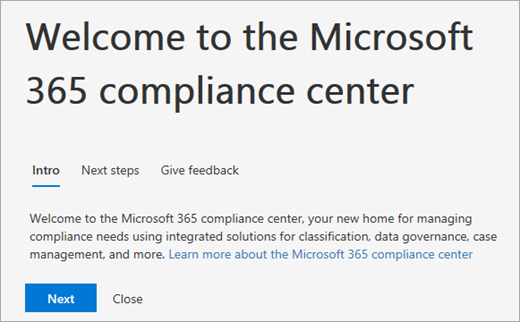 Welcome to the Microsoft
365 compliance center
Intro Next steps Give feedback
Welcome to the Microsoft 365 compliance center, your new home for managing
compliance needs using integrated solutions for classification, data governance, case
management, and more. Learn more about the Microsoft 365 compliance center
Next Close